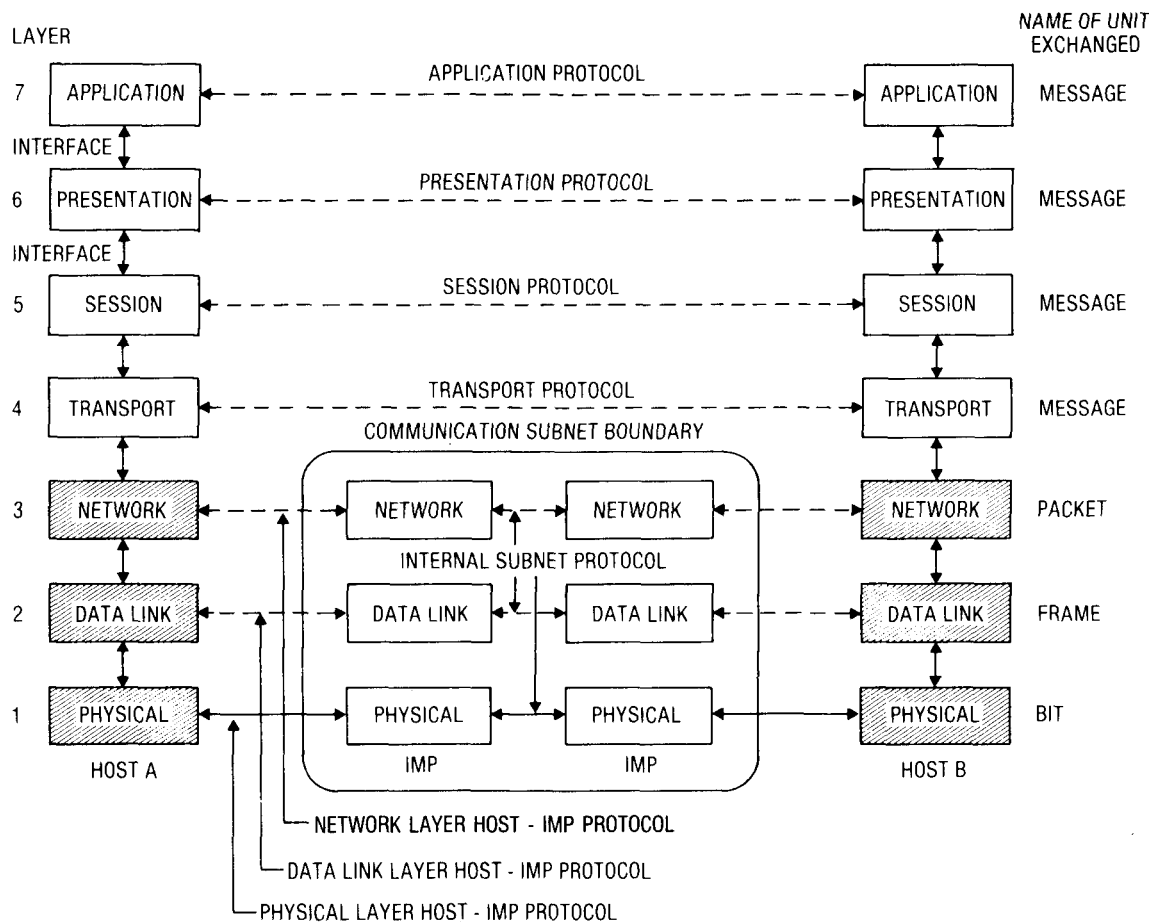 LAYER
NAME OF UNIT
EXCHANGED
APPLICATION PROTOCOL
7 APPLICATION APPLICATION MESSAGE
INTERFACE
PRESENTATION PROTOCOL
6 PRESENTATION PRESENTATION MESSAGE
INTERFACE
SESSION PROTOCOL
5 SESSION SESSION MESSAGE
TRANSPORT PROTOCOL
4 TRANSPORT TRANSPORT MESSAGE
COMMUNICATION SUBNET BOUNDARY
3 NETWORK NETWORK NETWORK NETWORK PACKET
INTERNAL SUBNET PROTOCOL
2 DATA LINK DATA LINK DATA LINK DATA LINK FRAME
1 PHYSICAL PHYSICAL PHYSICAL PHYSICAL BIT
HOST A IMP IMP HOST B
NETWORK LAYER HOST - IMP PROTOCOL
DATA LINK LAYER HOST - IMP PROTOCOL
PHYSICAL LAYER HOST - IMP PROTOCOL